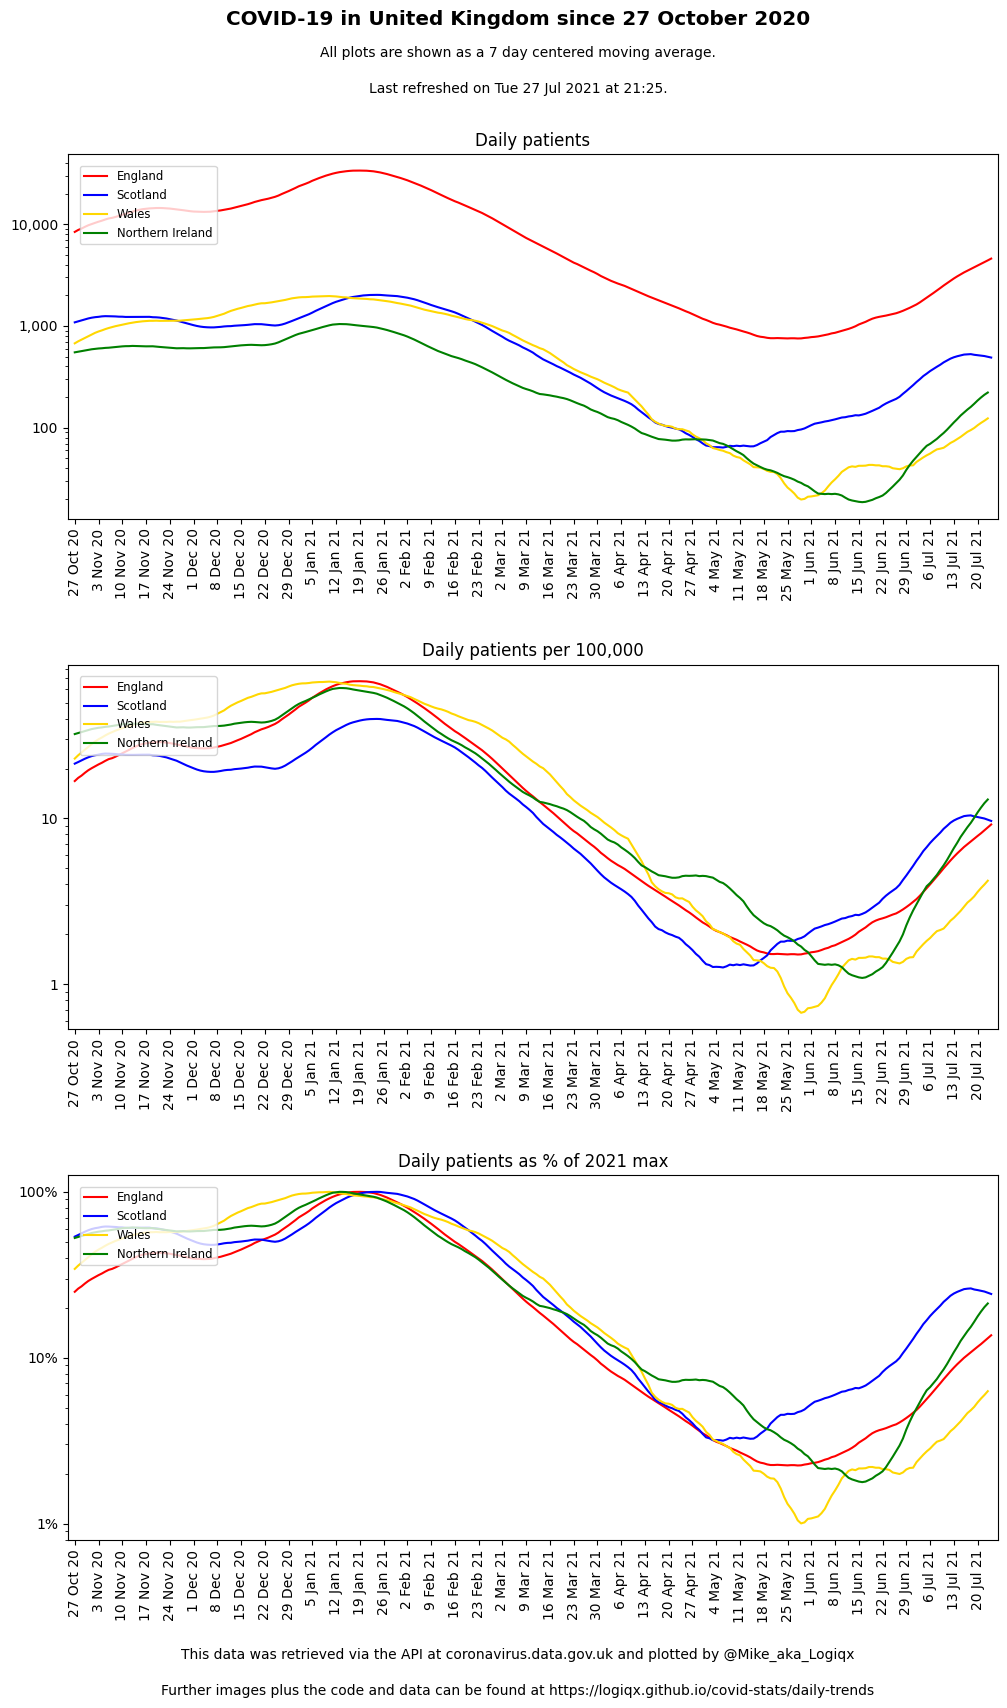 COVID-19 in United Kingdom since 27 October 2020
All plots are shown as a 7 day centered moving average.
Last refreshed on Tue 27 Jul 2021 at 21:25.
Daily patients
England
Scotland
Wales
Northern Ireland
10,000
1,000
100
27 Oct 20
3 Nov 20
10 Nov 20
17 Nov 20
24 Nov 20
1 Dec 20
8 Dec 20
15 Dec 20
22 Dec 20
29 Dec 20
5 Jan 21
12 Jan 21
19 Jan 21
26 Jan 21
2 Feb 21
9 Feb 21
16 Feb 21
23 Feb 21
2 Mar 21
9 Mar 21
16 Mar 21
23 Mar 21
30 Mar 21
6 Apr 21
13 Apr 21
20 Apr 21
27 Apr 21
4 May 21
11 May 21
18 May 21
25 May 21
1 Jun 21
8 Jun 21
15 Jun 21
22 Jun 21
29 Jun 21
6 Jul 21
13 Jul 21
20 Jul 21
Daily patients per 100,000
England
Scotland
Wales
Northern Ireland
10
1
27 Oct 20
3 Nov 20
10 Nov 20
17 Nov 20
24 Nov 20
1 Dec 20
8 Dec 20
15 Dec 20
22 Dec 20
29 Dec 20
5 Jan 21
12 Jan 21
19 Jan 21
26 Jan 21
2 Feb 21
9 Feb 21
16 Feb 21
23 Feb 21
2 Mar 21
9 Mar 21
16 Mar 21
23 Mar 21
30 Mar 21
6 Apr 21
13 Apr 21
20 Apr 21
27 Apr 21
4 May 21
11 May 21
18 May 21
25 May 21
1 Jun 21
8 Jun 21
15 Jun 21
22 Jun 21
29 Jun 21
6 Jul 21
13 Jul 21
20 Jul 21
Daily patients as % of 2021 max
England
Scotland
Wales
Northern Ireland
100%
10%
1%
27 Oct 20
3 Nov 20
10 Nov 20
17 Nov 20
24 Nov 20
1 Dec 20
8 Dec 20
15 Dec 20
22 Dec 20
29 Dec 20
5 Jan 21
12 Jan 21
19 Jan 21
26 Jan 21
2 Feb 21
9 Feb 21
16 Feb 21
23 Feb 21
2 Mar 21
9 Mar 21
16 Mar 21
23 Mar 21
30 Mar 21
6 Apr 21
13 Apr 21
20 Apr 21
27 Apr 21
4 May 21
11 May 21
18 May 21
25 May 21
1 Jun 21
8 Jun 21
15 Jun 21
22 Jun 21
29 Jun 21
6 Jul 21
13 Jul 21
20 Jul 21
This data was retrieved via the API at coronavirus.data.gov.uk and plotted by @Mike_aka_Logiqx
Further images plus the code and data can be found at https://logiqx.github.io/covid-stats/daily-trends